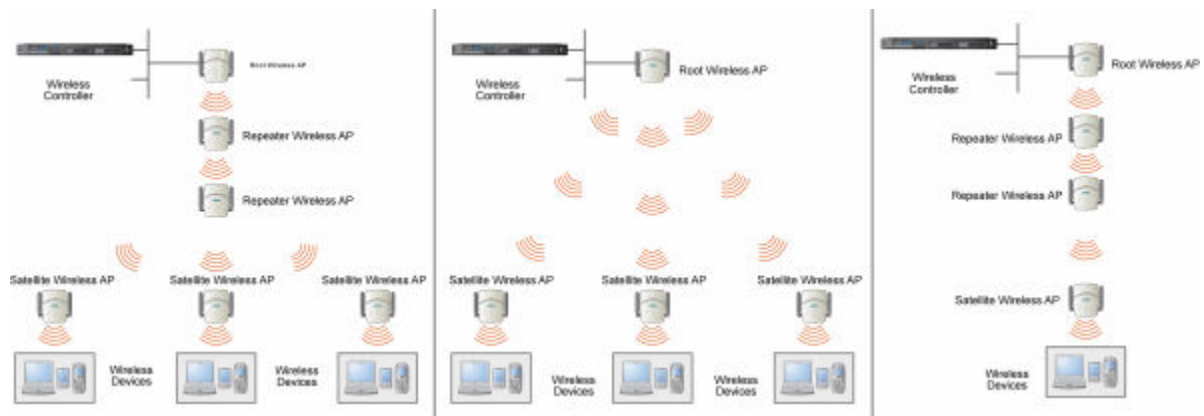 Root Wireless AP
Wireless
Controller
Repeater Wireless AP
Repeater Wireless AP
Satellite Wireless AP
Satellite Wireless AP
Satellite Wireless AP
Wireless
Devices
Wireless
Devices
Root Wireless AP
Wireless
Controller
Satellite Wireless AP
Satellite Wireless AP
Satellite Wireless AP
Wireless
Devices
Wireless
Devices
Root Wireless AP
Wireless
Controller
Repeater Wireless AP
Repeater Wireless AP
Satellite Wireless AP
Wireless
Devices